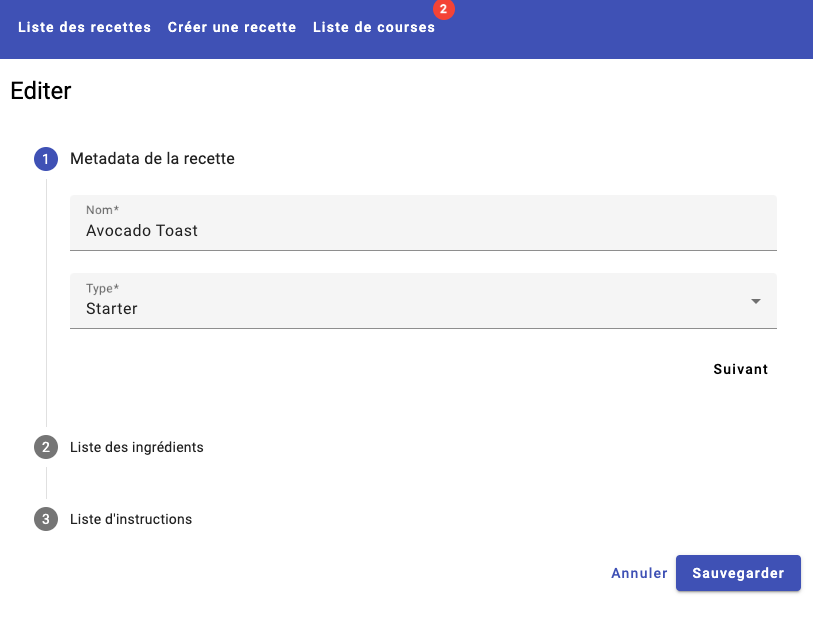 Liste des recettes Créer une recette Liste de courses 2
Editer
1 Metadata de la recette
Nom*
Avocado Toast
Type*
Starter
Suivant
2 Liste des ingrédients
3 Liste d'instructions
Annuler Sauvegarder